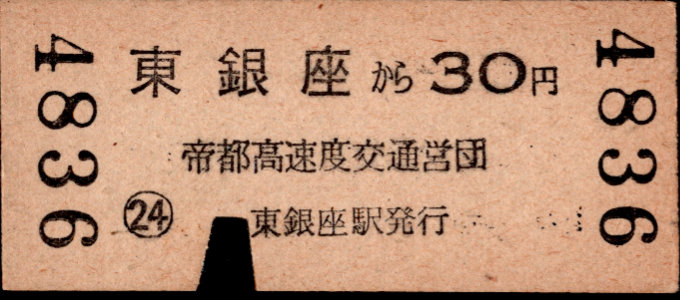 4836
東銀座から30円
帝都高速度交通営団
24
東銀座駅発行
4836